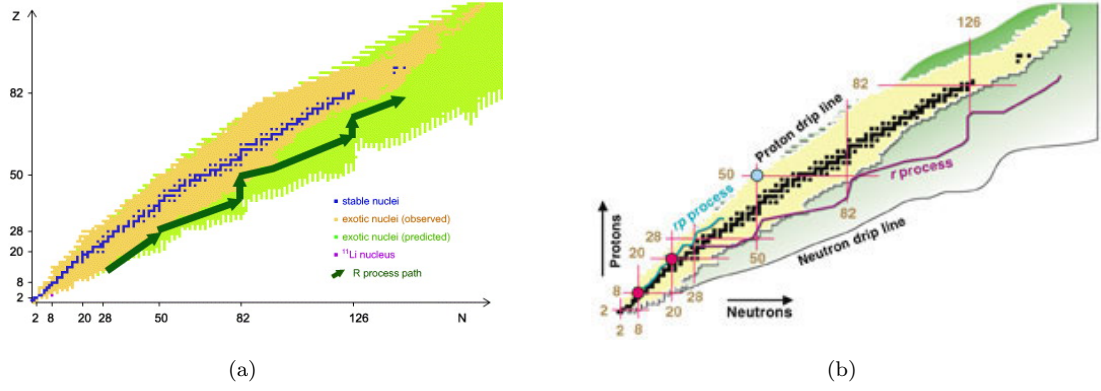 Z
82
50
28
20
8
2
2 8 20 28 50 82 126 N
stable nuclei
exotic nuclei (observed)
exotic nuclei (predicted)
¹¹Li nucleus
R process path
(a)
126
82
Proton drip line
50
rp process
r process
82
Protons
28
20
50
Neutron drip line
8
28
20
Neutrons
2
2 8
(b)